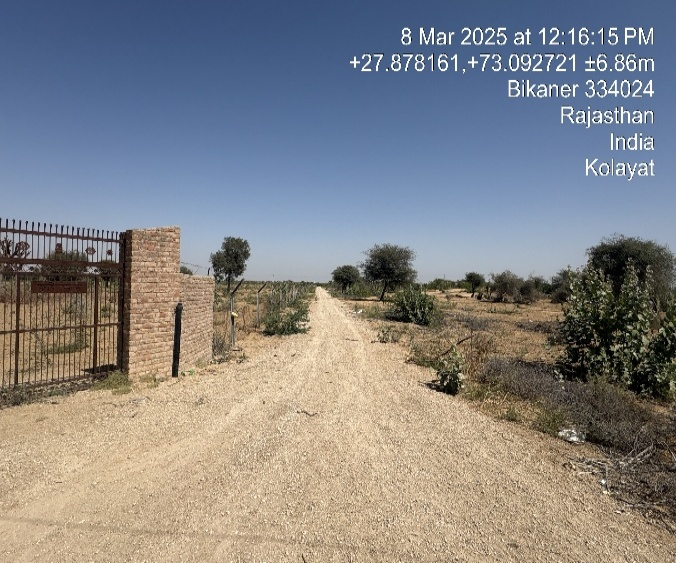 8 Mar 2025 at 12:16:15 PM
+27.878161,+73.092721 ±6.86m
Bikaner 334024
Rajasthan
India
Kolayat